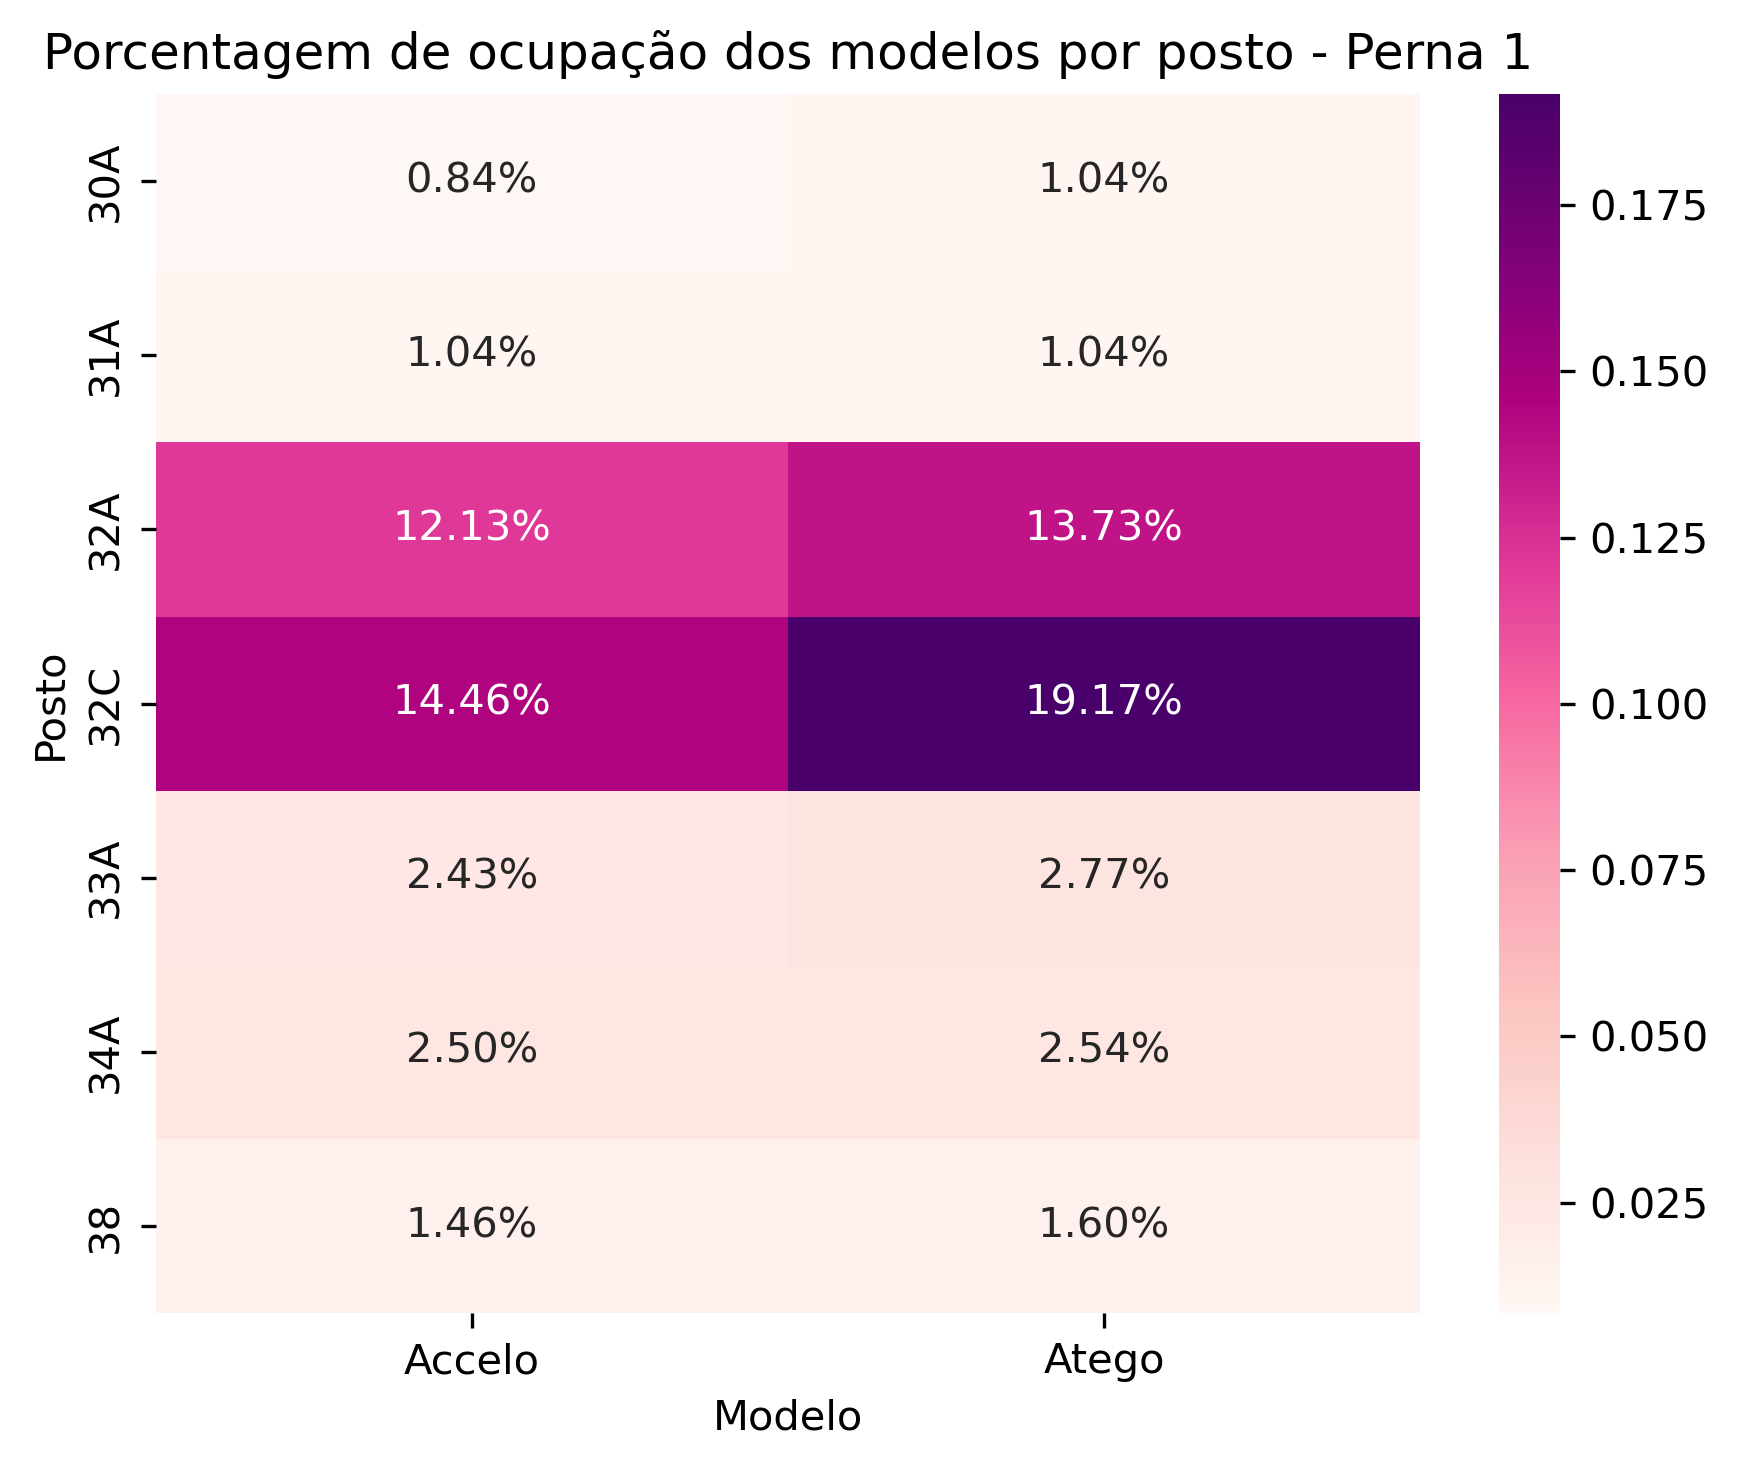 Porcentagem de ocupação dos modelos por posto - Perna 1
30A 0.84% 1.04%
31A 1.04% 1.04%
32A 12.13% 13.73%
32C 14.46% 19.17%
33A 2.43% 2.77%
34A 2.50% 2.54%
38 1.46% 1.60%
Posto
Accelo Atego
Modelo
0.175
0.150
0.125
0.100
0.075
0.050
0.025